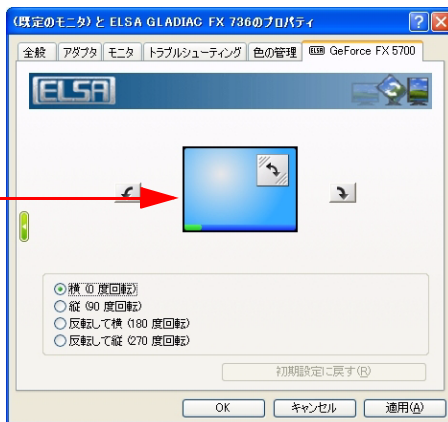 (既定のモニタ) と ELSA GLADIAC FX 736のプロパティ
全般 アダプタ モニタ トラブルシューティング 色の管理 ELSA GeForce FX 5700
ELSA
横 (0 度回転)
縦 (90 度回転)
反転して横 (180 度回転)
反転して縦 (270 度回転)
初期設定に戻す(R)
OK キャンセル 適用(A)